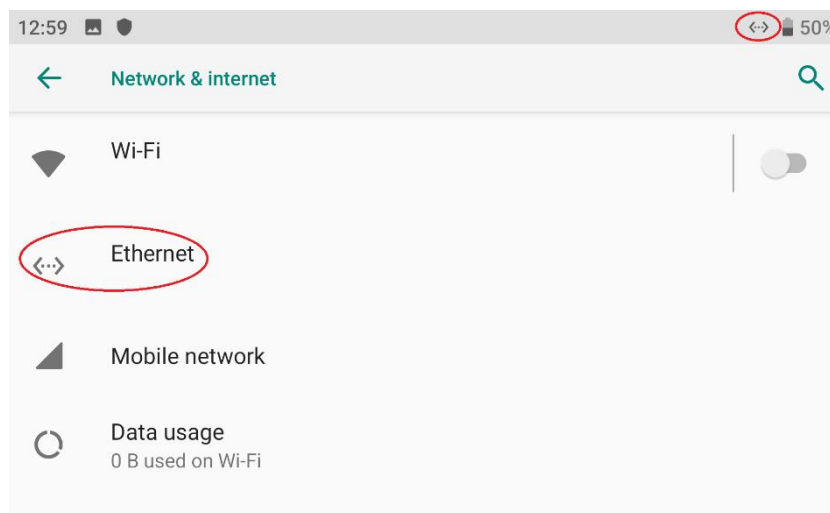 12:59 50%
Network & internet
Wi-Fi
Ethernet
Mobile network
Data usage
0 B used on Wi-Fi